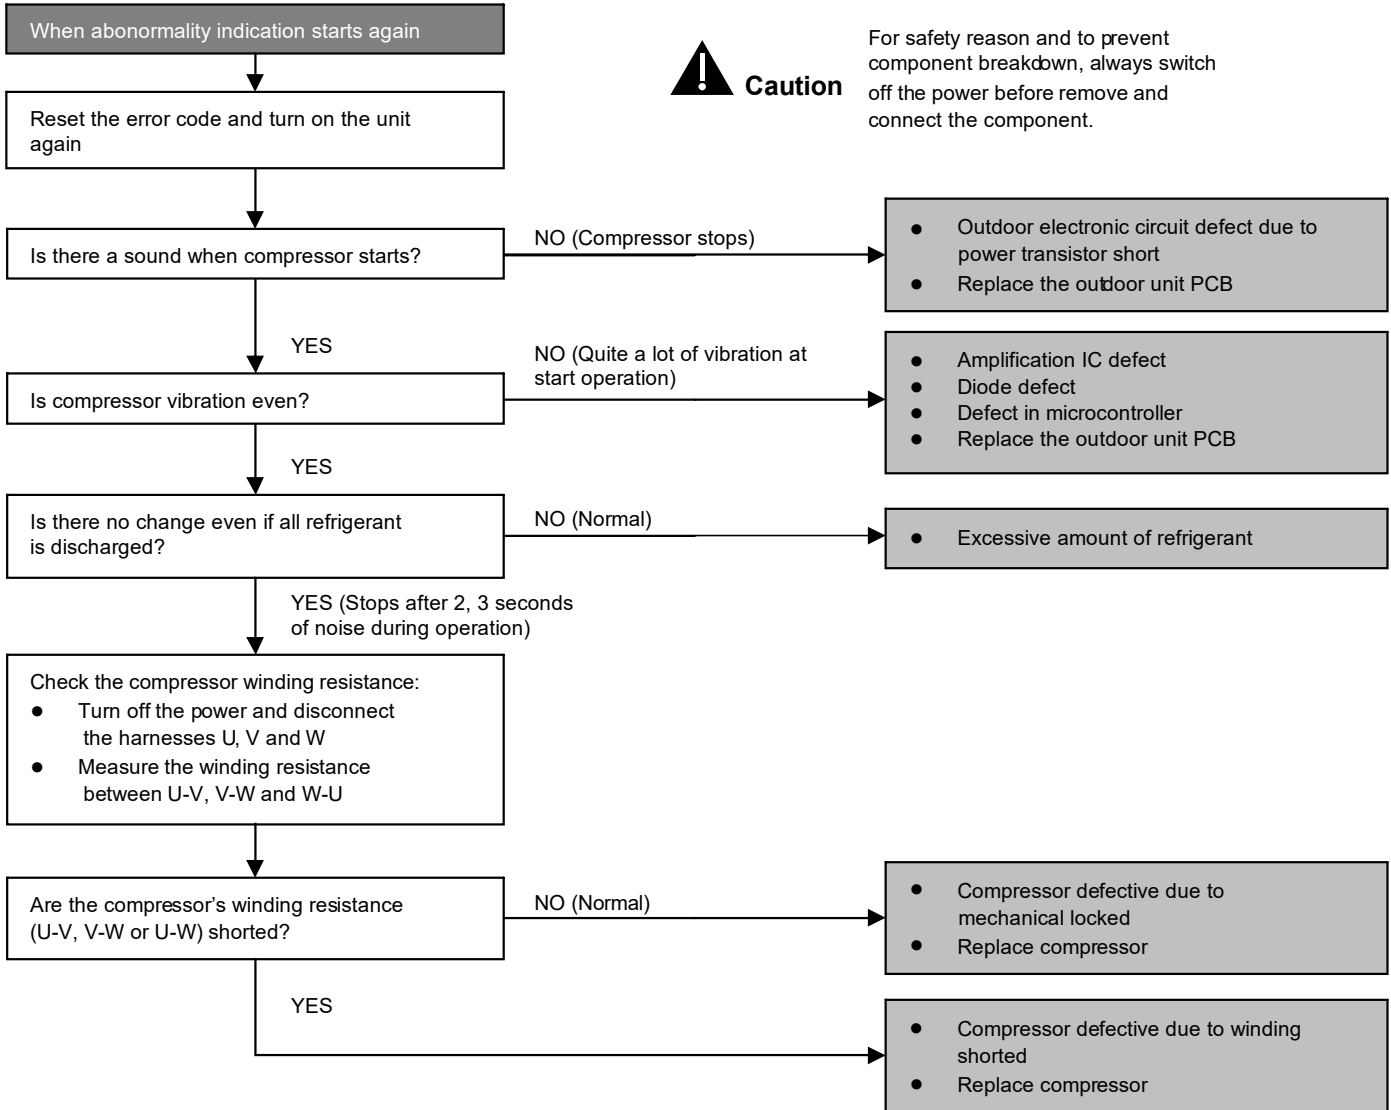 When abonormality indication starts again
For safety reason and to prevent
component breakdown, always switch
off the power before remove and
connect the component.
Caution
Reset the error code and turn on the unit
again
Is there a sound when compressor starts?
NO (Compressor stops)
● Outdoor electronic circuit defect due to
power transistor short
● Replace the outdoor unit PCB
YES
Is compressor vibration even?
NO (Quite a lot of vibration at
start operation)
● Amplification IC defect
● Diode defect
● Defect in microcontroller
● Replace the outdoor unit PCB
YES
Is there no change even if all refrigerant
is discharged?
NO (Normal)
● Excessive amount of refrigerant
YES (Stops after 2, 3 seconds
of noise during operation)
Check the compressor winding resistance:
● Turn off the power and disconnect
the harnesses U, V and W
● Measure the winding resistance
between U-V, V-W and W-U
Are the compressor’s winding resistance
(U-V, V-W or U-W) shorted?
NO (Normal)
● Compressor defective due to
mechanical locked
● Replace compressor
YES
● Compressor defective due to winding
shorted
● Replace compressor